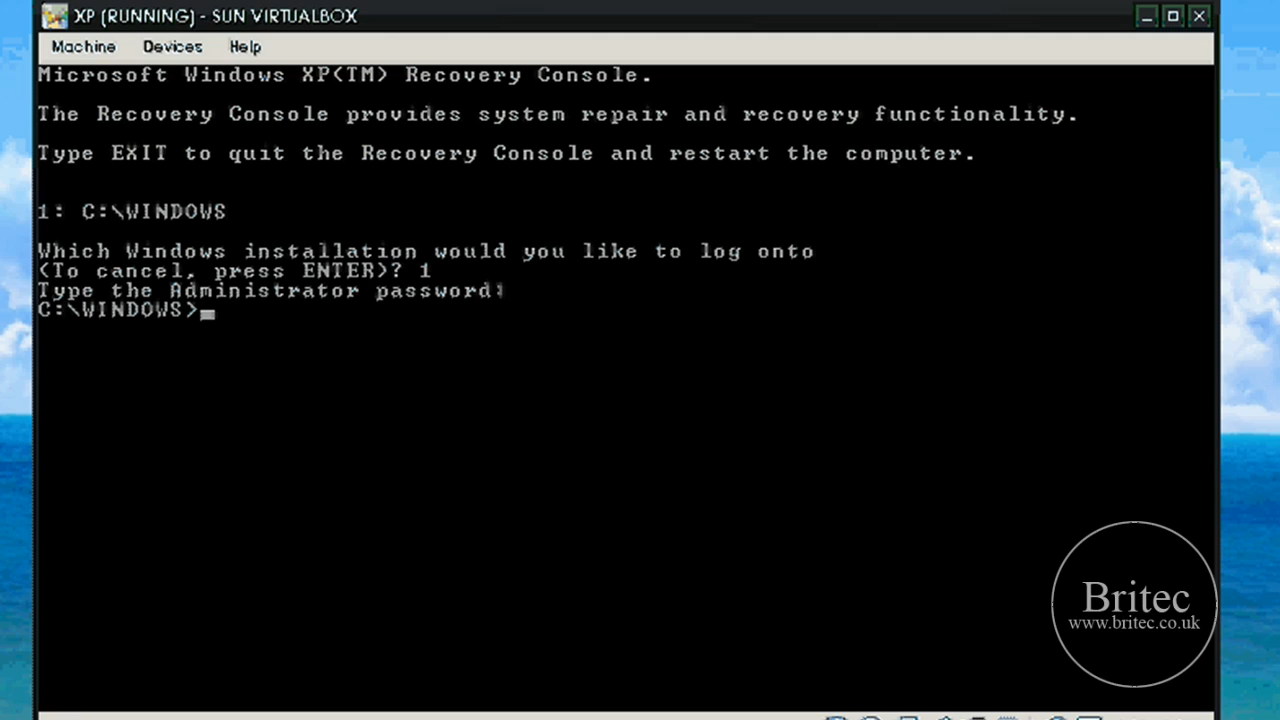 XP [RUNNING] - SUN VIRTUALBOX
Machine Devices Help
Microsoft Windows XP(TM) Recovery Console.
The Recovery Console provides system repair and recovery functionality.
Type EXIT to quit the Recovery Console and restart the computer.
1: C:\WINDOWS
Which Windows installation would you like to log onto
(To cancel, press ENTER)? 1
Type the Administrator password:
C:\WINDOWS>
Britec
www.britec.co.uk